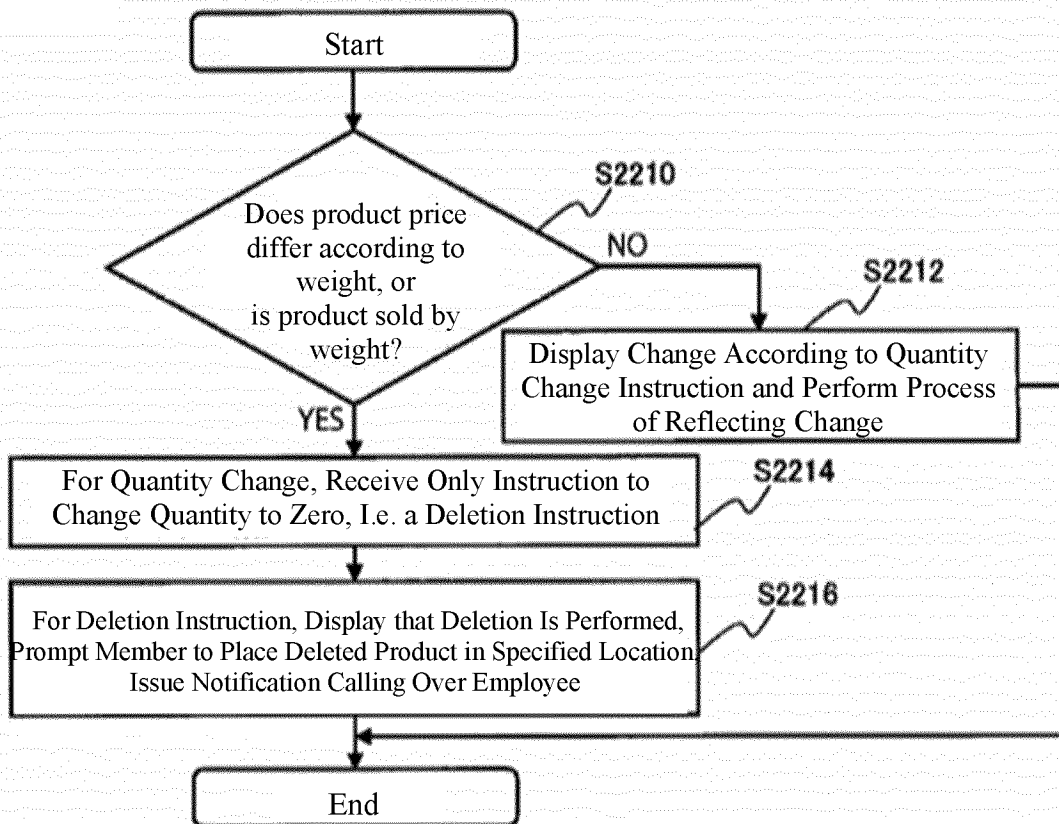 Start
S2210
Does product price
differ according to
weight, or
is product sold by
weight?
NO
S2212
Display Change According to Quantity
Change Instruction and Perform Process
of Reflecting Change
YES
S2214
For Quantity Change, Receive Only Instruction to
Change Quantity to Zero, I.e. a Deletion Instruction
S2216
For Deletion Instruction, Display that Deletion Is Performed,
Prompt Member to Place Deleted Product in Specified Location,
Issue Notification Calling Over Employee
End